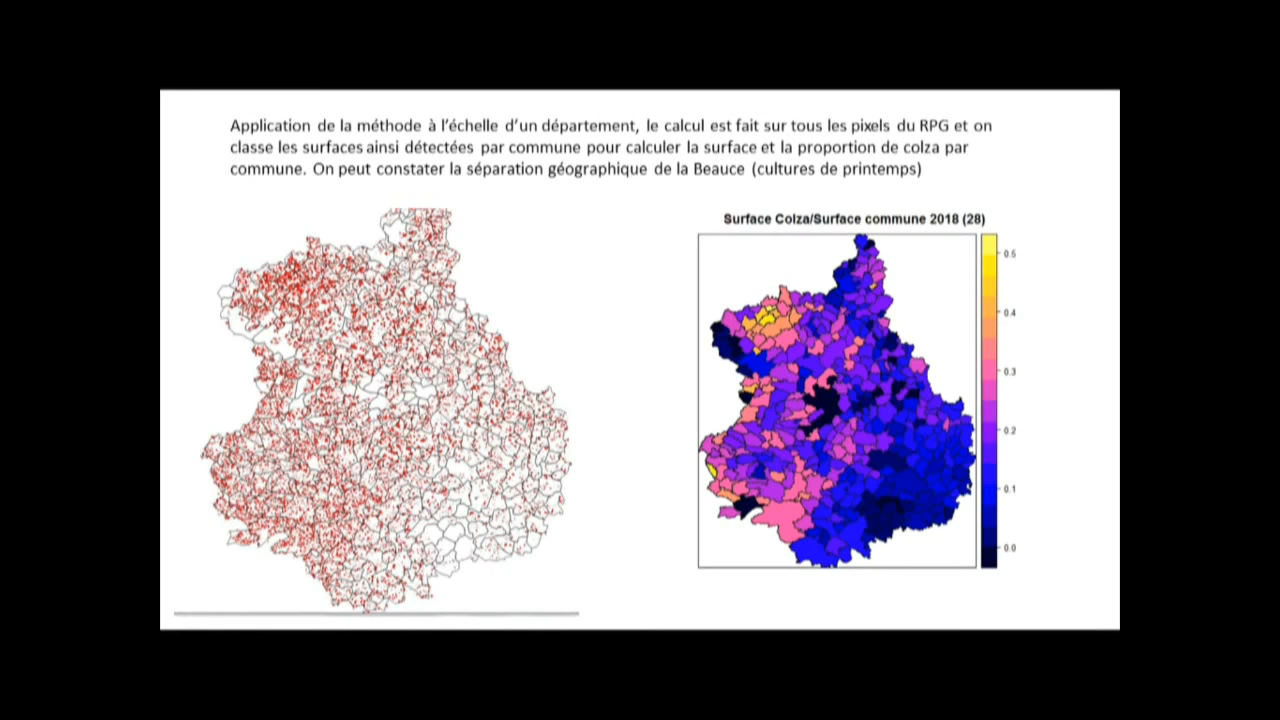 Application de la méthode à l'échelle d'un département, le calcul est fait sur tous les pixels du RPG et on
classe les surfaces ainsi détectées par commune pour calculer la surface et la proportion de colza par
commune. On peut constater la séparation géographique de la Beauce (cultures de printemps)
Surface Colza/Surface commune 2018 (28)
0.5
0.4
0.3
0.2
0.1
0.0